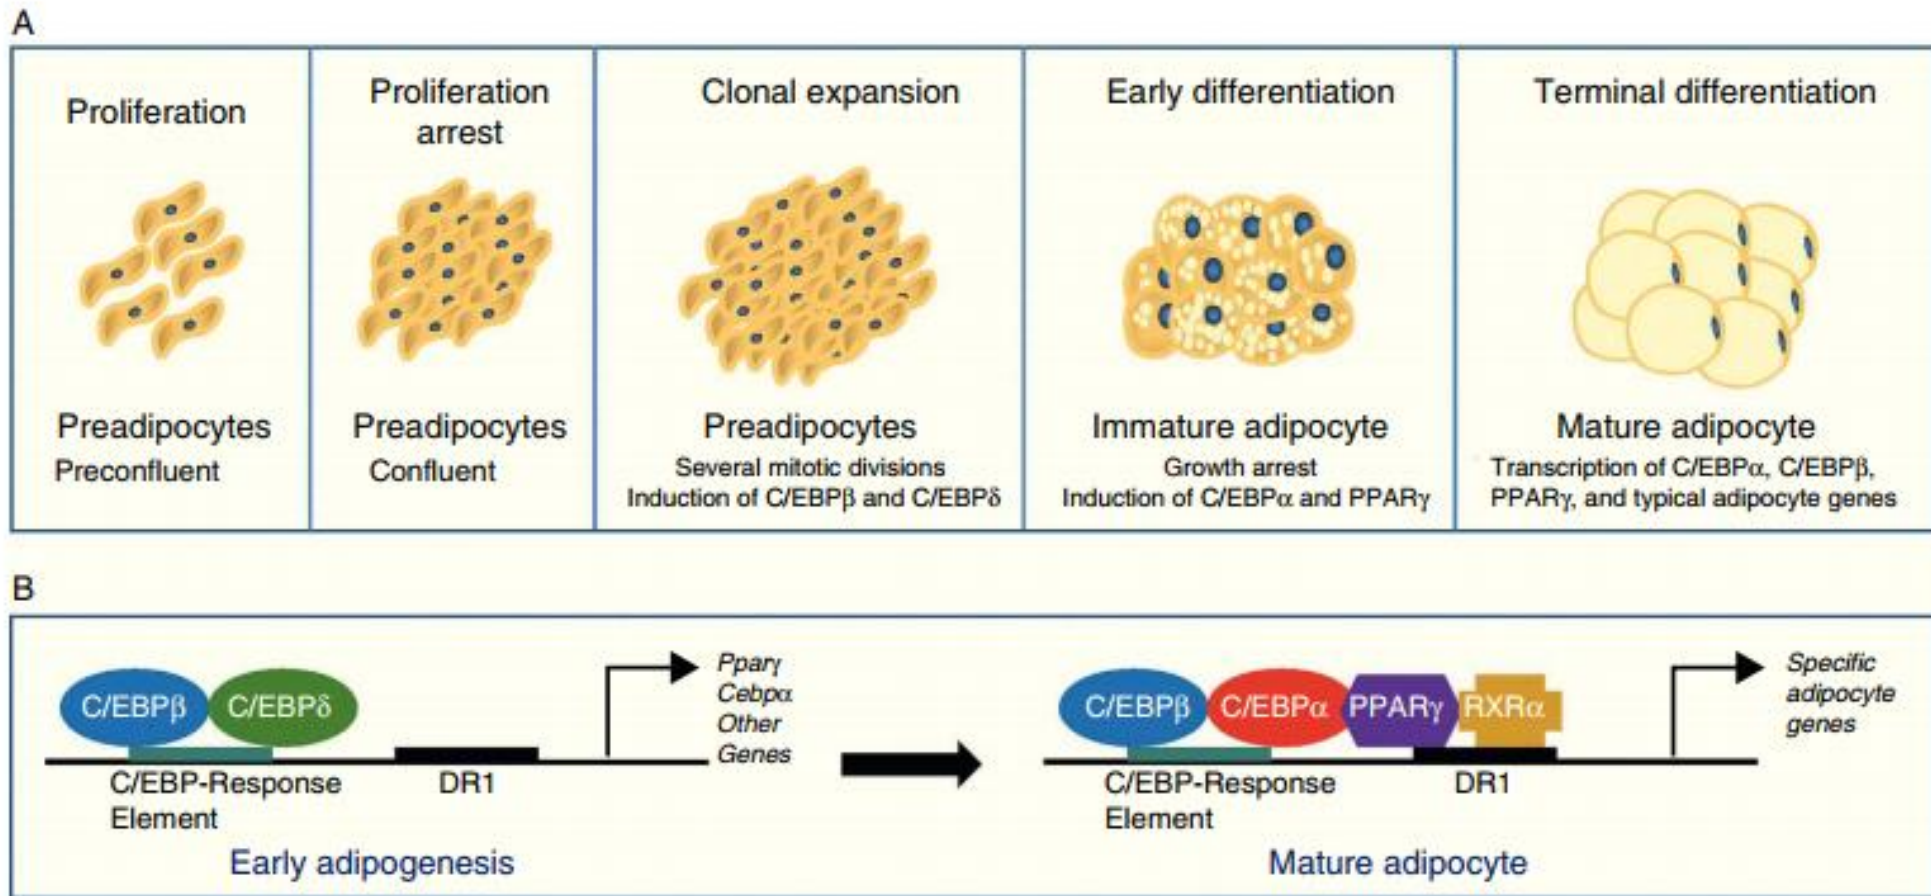 A
Proliferation
Preadipocytes
Preconfluent
Proliferation
arrest
Preadipocytes
Confluent
Clonal expansion
Preadipocytes
Several mitotic divisions
Induction of C/EBPβ and C/EBPδ
Early differentiation
Immature adipocyte
Growth arrest
Induction of C/EBPα and PPARγ
Terminal differentiation
Mature adipocyte
Transcription of C/EBPα, C/EBPβ,
PPARγ, and typical adipocyte genes
B
C/EBPβ
C/EBPδ
C/EBP-Response
Element
DR1
Pparγ
Cebpα
Other
Genes
Early adipogenesis
C/EBPβ
C/EBPα
PPARγ
RXRα
C/EBP-Response
Element
DR1
Specific
adipocyte
genes
Mature adipocyte